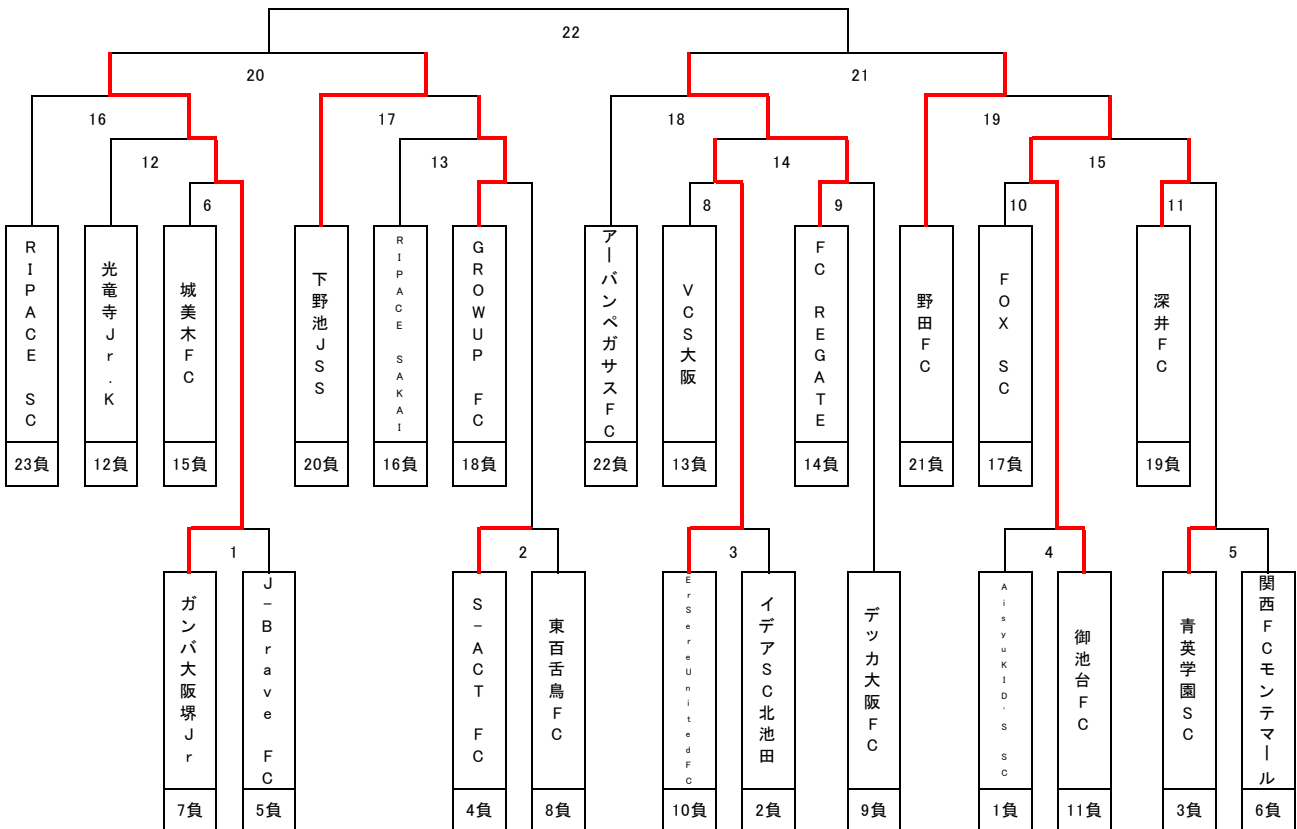 22
20
21
16
17
18
19
12
13
14
15
6
8
9
10
11
RIPACE SC
光竜寺Jr.K
城美木FC
下野池JSS
RIPACE SAKAI
GROWUP FC
アーバンペガサスFC
VCS大阪
FC REGATE
野田FC
FOX SC
深井FC
23負
12負
15負
20負
16負
18負
22負
13負
14負
21負
17負
19負
1
2
3
4
5
ガンバ大阪堺Jr
J-Brave FC
S-ACT FC
東百舌鳥FC
ErSereUnitedFC
イデアSC北池田
デッカ大阪FC
AisyuKID'S SC
御池台FC
青英学園SC
関西FCモンテマール
7負
5負
4負
8負
10負
2負
9負
1負
11負
3負
6負